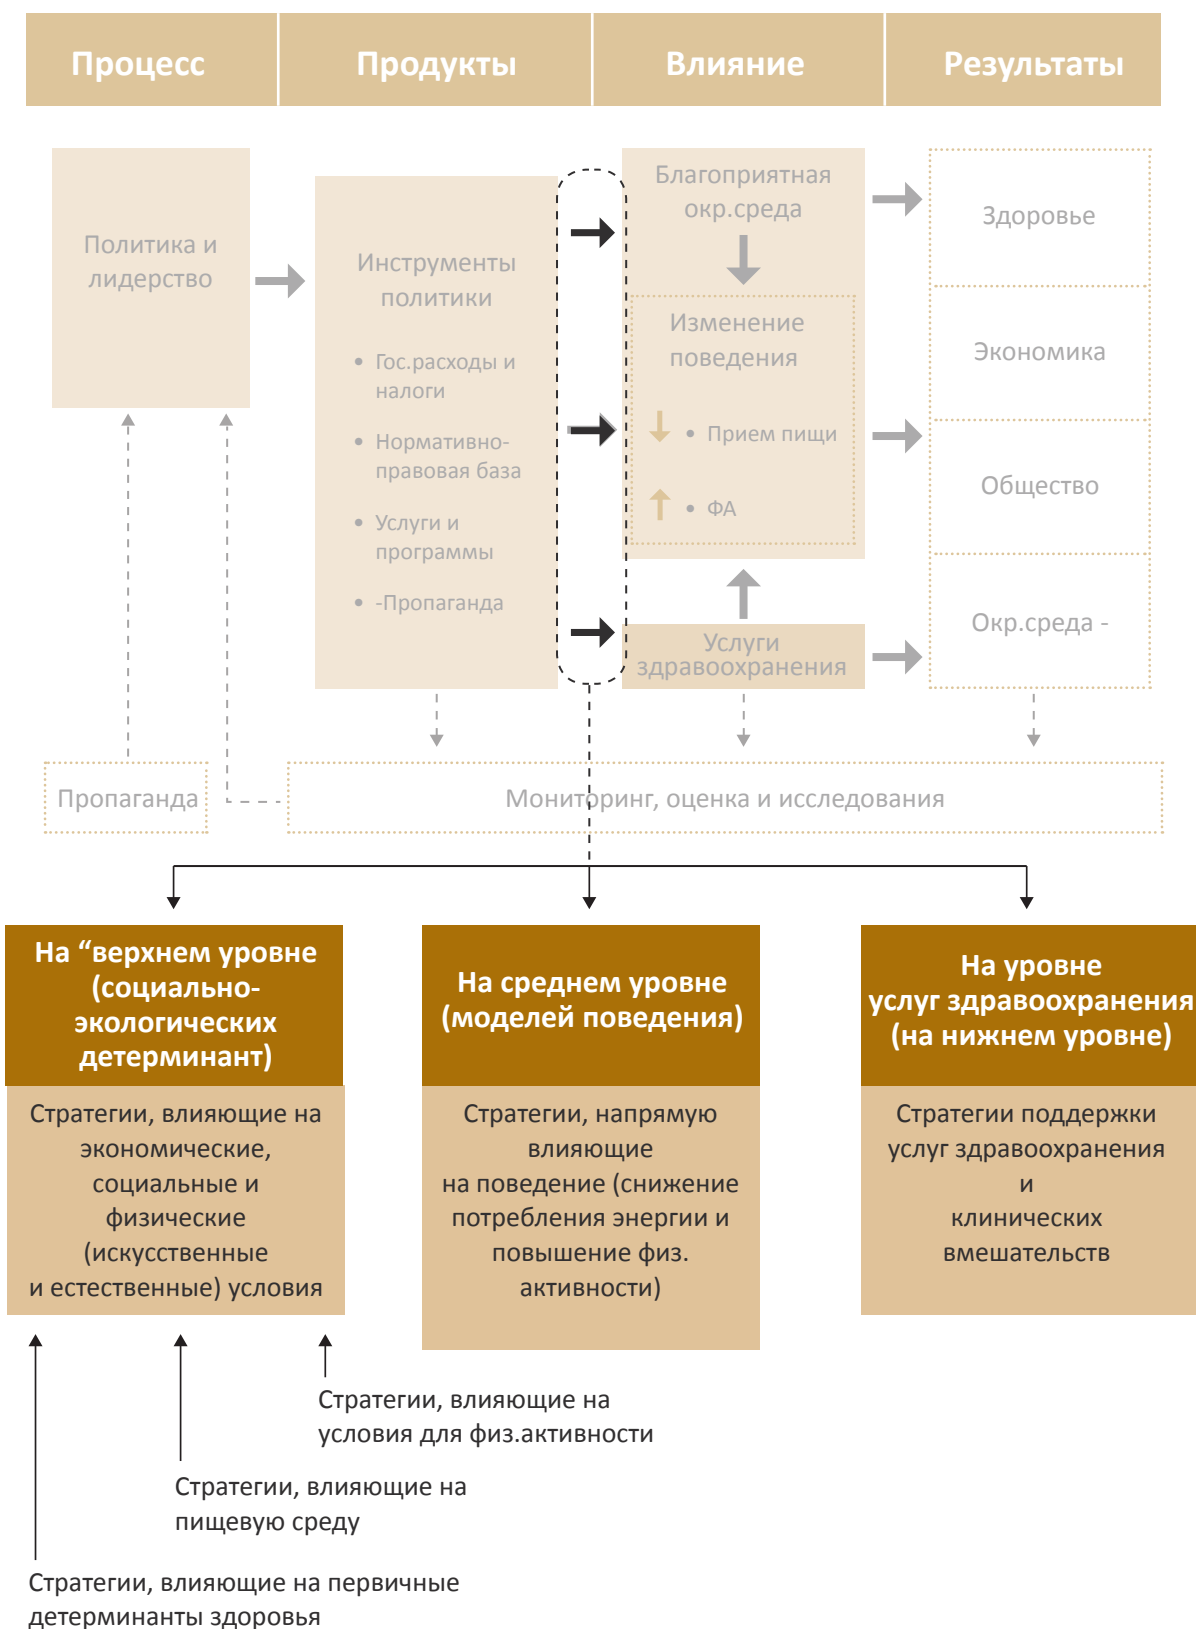 Процесс
Продукты
Влияние
Результаты
Политика и
лидерство
Инструменты
политики
• Гос.расходы и
налоги
• Нормативно-
правовая база
• Услуги и
программы
• -Пропаганда
Благоприятная
окр.среда
Изменение
поведения
• Прием пищи
• ФА
Услуги
здравоохранения
Здоровье
Экономика
Общество
Окр.среда -
Пропаганда
Мониторинг, оценка и исследования
На “верхнем уровне
(социально-
экологических
детерминант)
Стратегии, влияющие на
экономические,
социальные и
физические
(искусственные
и естественные) условия
На среднем уровне
(моделей поведения)
Стратегии, напрямую
влияющие
на поведение (снижение
потребления энергии и
повышение физ.
активности)
На уровне
услуг здравоохранения
(на нижнем уровне)
Стратегии поддержки
услуг здравоохранения
и
клинических
вмешательств
Стратегии, влияющие на
условия для физ.активности
Стратегии, влияющие на
пищевую среду
Стратегии, влияющие на первичные
детерминанты здоровья